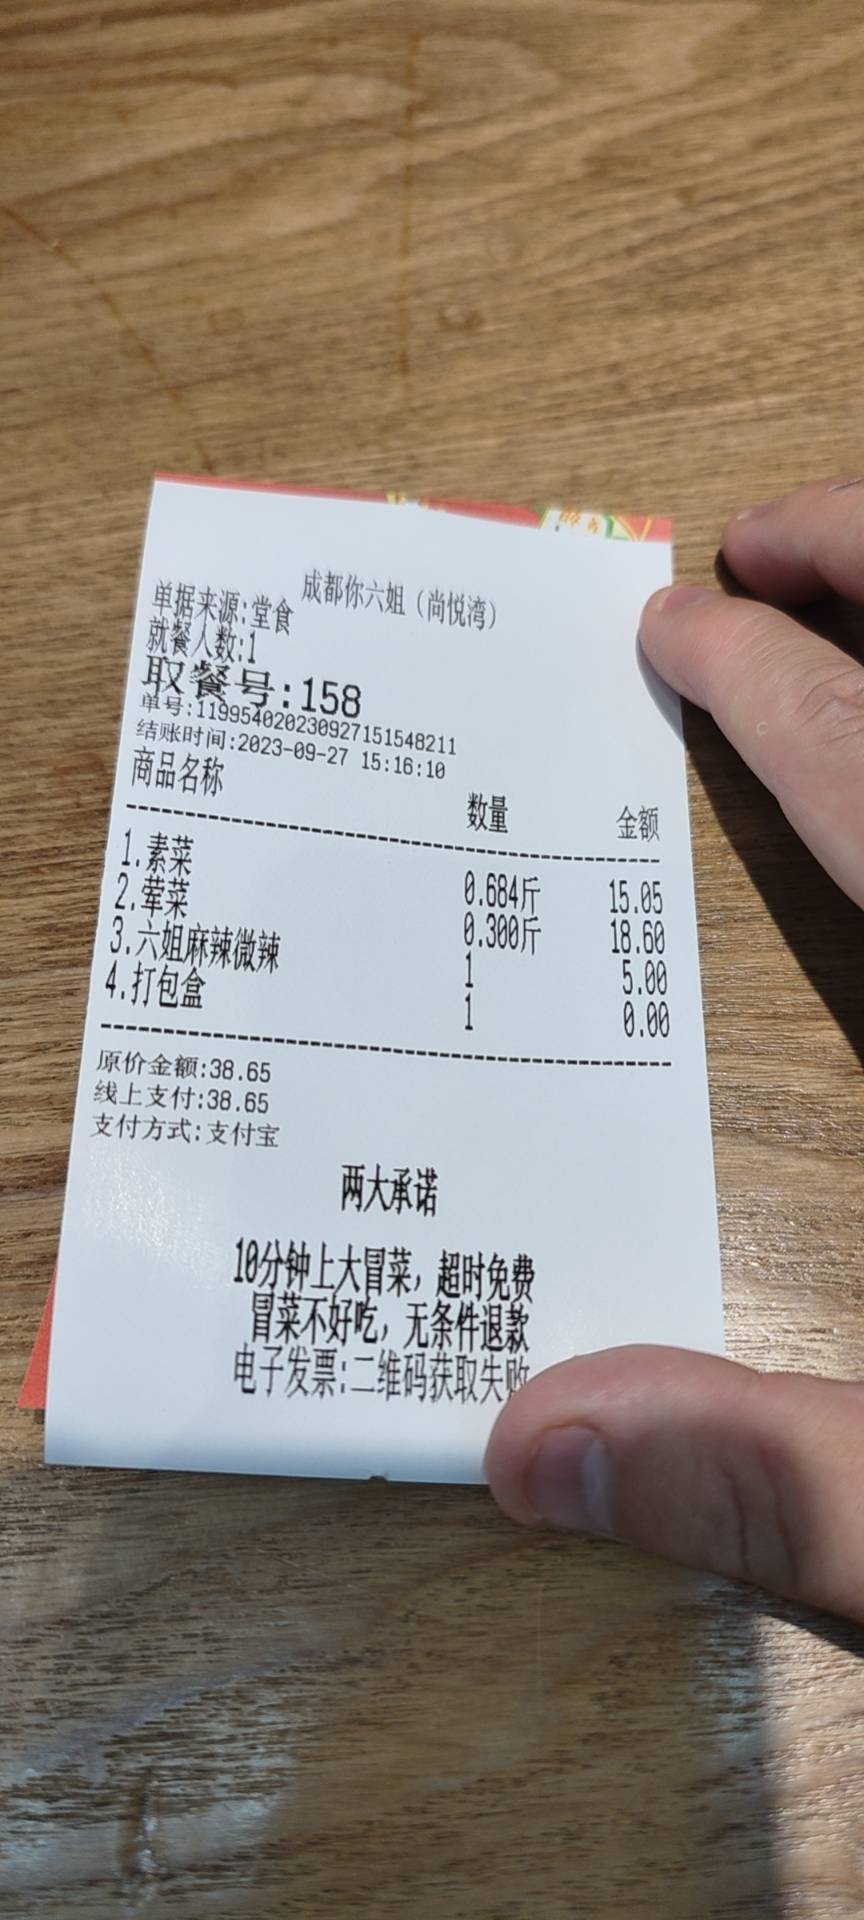 成都你六姐（尚悦湾）
单据来源:堂食
就餐人数:1
取餐号:158
单号:119954020230927151548211
结账时间:2023-09-27 15:16:10
商品名称 数量 金额
1.素菜 0.684斤 15.05
2.荤菜 0.300斤 18.60
3.六姐麻辣微辣 1 5.00
4.打包盒 1 0.00
原价金额:38.65
线上支付:38.65
支付方式:支付宝
两大承诺
10分钟上大冒菜，超时免费
冒菜不好吃，无条件退款
电子发票:二维码获取失败